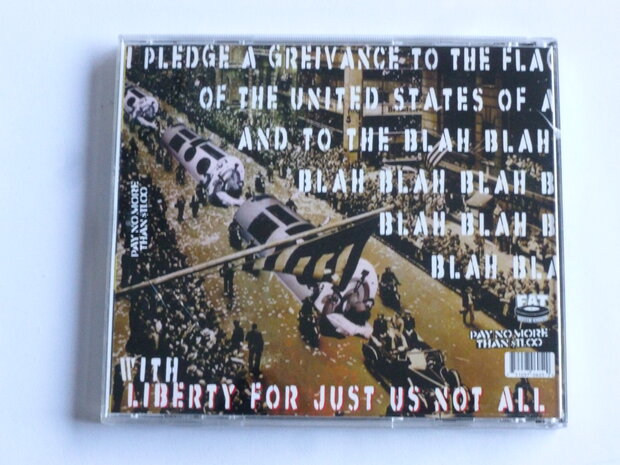 I PLEDGE A GREIVANCE TO THE FLAG
OF THE UNITED STATES OF A
AND TO THE BLAH BLAH
BLAH BLAH BLAH B
BLAH BLAH B
BLAH BLA
PAY NO MORE
THAN $11.00
FAT
PAY NO MORE
THAN $11.00
WITH
LIBERTY FOR JUST US NOT ALL